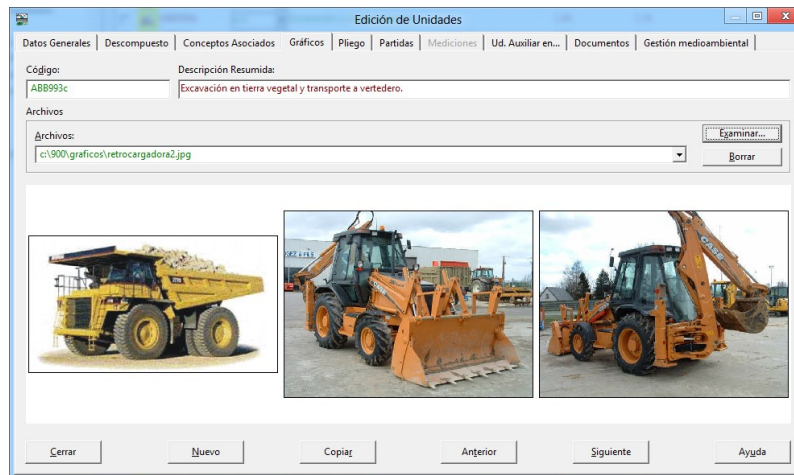 Edición de Unidades
Datos Generales
Descompuesto
Conceptos Asociados
Gráficos
Pliego
Partidas
Mediciones
Ud. Auxiliar en...
Documentos
Gestión medioambiental
Código:
Descripción Resumida:
ABB993c
Excavación en tierra vegetal y transporte a vertedero.
Archivos
Archivos:
Examinar...
c:\900\graficos\retrocargadora2.jpg
Borrar
CASE
Cerrar
Nuevo
Copiar
Anterior
Siguiente
Ayuda